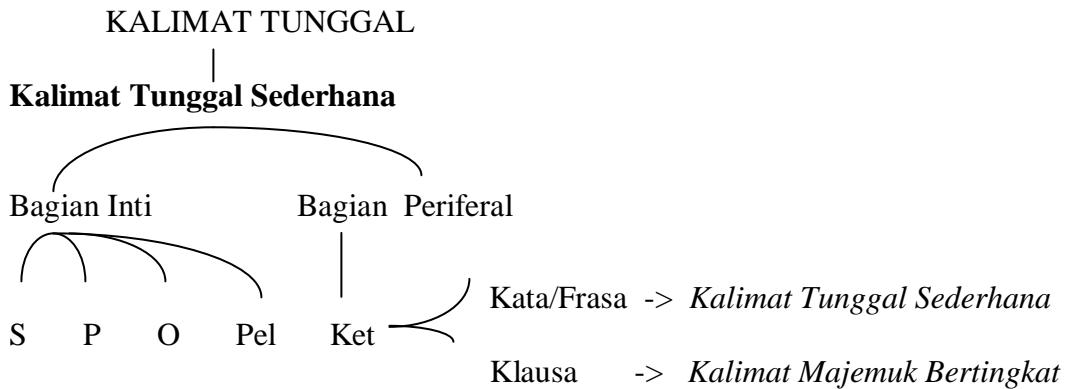 KALIMAT TUNGGAL
Kalimat Tunggal Sederhana
Bagian Inti Bagian Periferal
Kata/Frasa -> Kalimat Tunggal Sederhana
S P O Pel Ket
Klausa -> Kalimat Majemuk Bertingkat